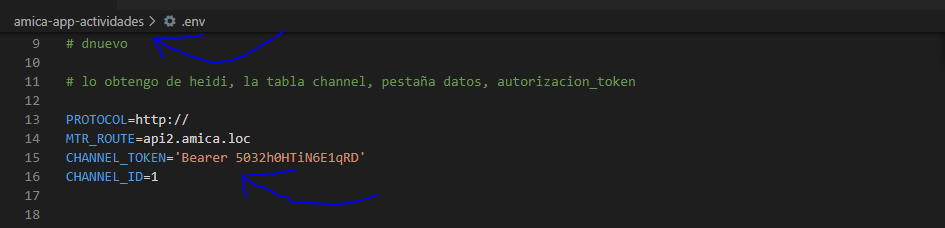 amica-app-actividades > .env
9 # dnuevo
10
11 # lo obtengo de heidi, la tabla channel, pestaña datos, autorizacion_token
12
13 PROTOCOL=http://
14 MTR_ROUTE=api2.amica.loc
15 CHANNEL_TOKEN='Bearer 5032h0HTiN6E1qRD'
16 CHANNEL_ID=1
17
18